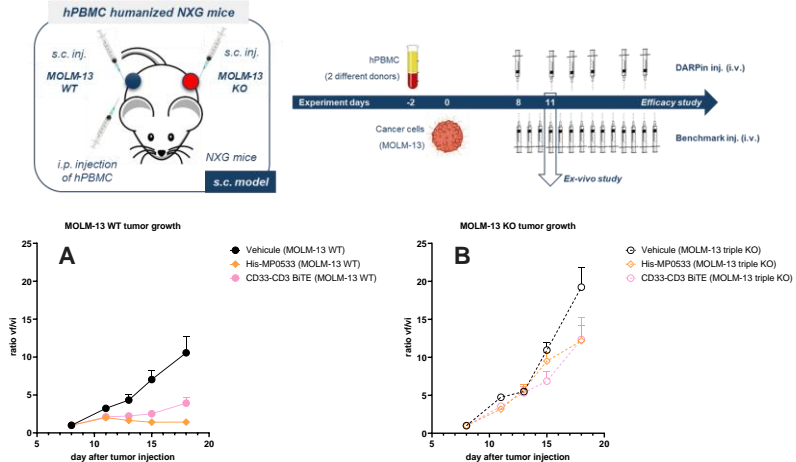 hPBMC humanized NXG mice
s.c. inj.
MOLM-13
WT
s.c. inj.
MOLM-13
KO
i.p. injection
of hPBMC
NXG mice
s.c. model
hPBMC
(2 different donors)
DARPin inj. (i.v.)
Experiment days -2 0 8 11 Efficacy study
Cancer cells
(MOLM-13)
Benchmark inj. (i.v.)
Ex-vivo study
MOLM-13 WT tumor growth
A
Vehicule (MOLM-13 WT)
His-MP0533 (MOLM-13 WT)
CD33-CD3 BiTE (MOLM-13 WT)
ratio vf/vi
25
20
15
10
5
0
5 10 15 20
day after tumor injection
MOLM-13 KO tumor growth
B
Vehicule (MOLM-13 triple KO)
His-MP0533 (MOLM-13 triple KO)
CD33-CD3 BiTE (MOLM-13 triple KO)
ratio vf/vi
25
20
15
10
5
0
5 10 15 20
day after tumor injection